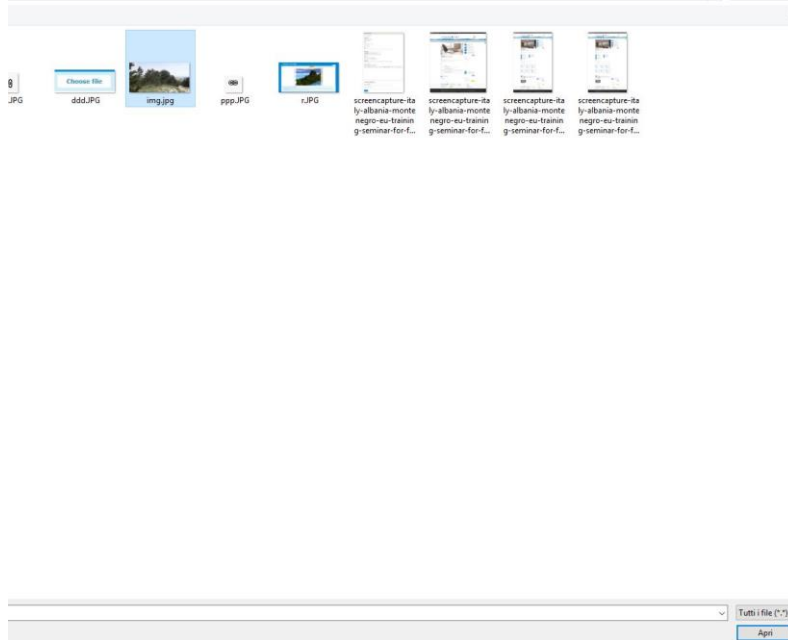 Choose file
.JPG
ddd.JPG
img.jpg
ppp.JPG
r.JPG
screencapture-ita
ly-albania-monte
negro-eu-trainin
g-seminar-for-f...
screencapture-ita
ly-albania-monte
negro-eu-trainin
g-seminar-for-f...
screencapture-ita
ly-albania-monte
negro-eu-trainin
g-seminar-for-f...
screencapture-ita
ly-albania-monte
negro-eu-trainin
g-seminar-for-f...
Tutti i file (*.*)
Apri